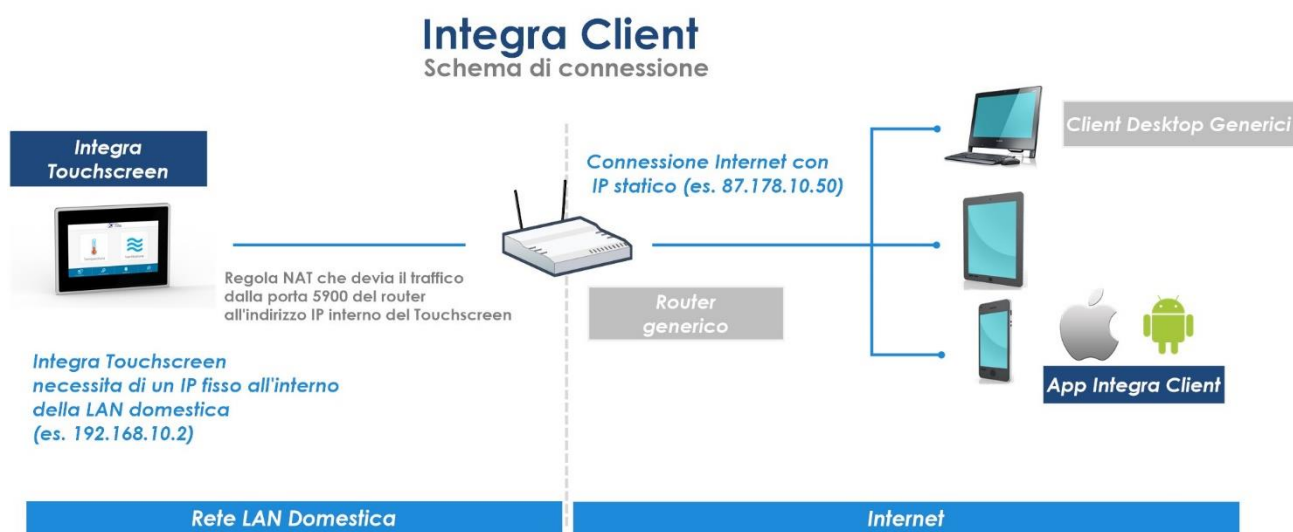 Integra Client
Schema di connessione
Integra
Touchscreen
Regola NAT che devia il traffico
dalla porta 5900 del router
all'indirizzo IP interno del Touchscreen
Integra Touchscreen
necessita di un IP fisso all'interno
della LAN domestica
(es. 192.168.10.2)
Connessione Internet con
IP statico (es. 87.178.10.50)
Router
generico
Client Desktop Generici
App Integra Client
Rete LAN Domestica
Internet